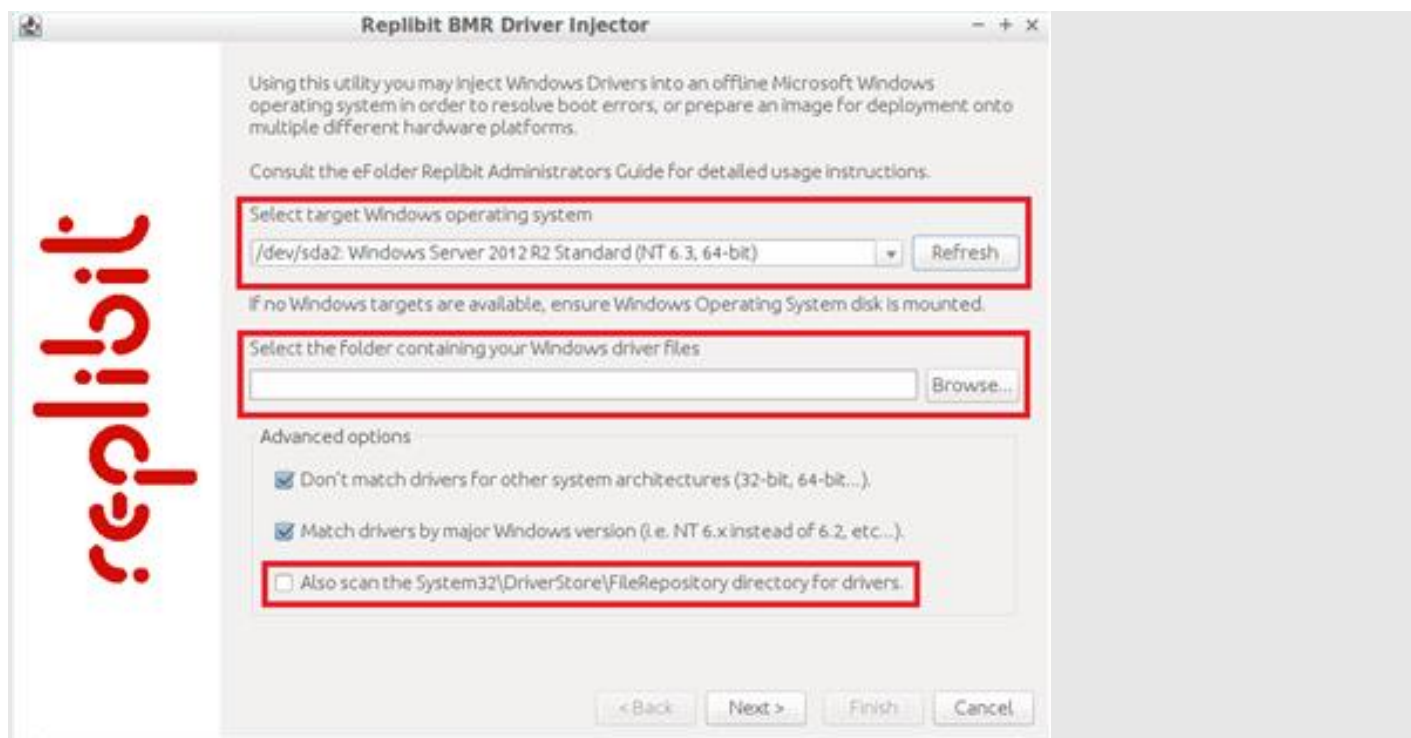 Replibit BMR Driver Injector
Using this utility you may inject Windows Drivers into an offline Microsoft Windows
operating system in order to resolve boot errors, or prepare an image for deployment onto
multiple different hardware platforms.
Consult the eFolder Replibit Administrators Guide for detailed usage instructions.
replibit
Select target Windows operating system
/dev/sda2: Windows Server 2012 R2 Standard (NT 6.3, 64-bit)
Refresh
If no Windows targets are available, ensure Windows Operating System disk is mounted.
Select the folder containing your Windows driver files
Browse...
Advanced options
Don't match drivers for other system architectures (32-bit, 64-bit...).
Match drivers by major Windows version (i.e. NT 6.x instead of 6.2, etc...).
Also scan the System32\DriverStore\FileRepository directory for drivers.
< Back
Next >
Finish
Cancel